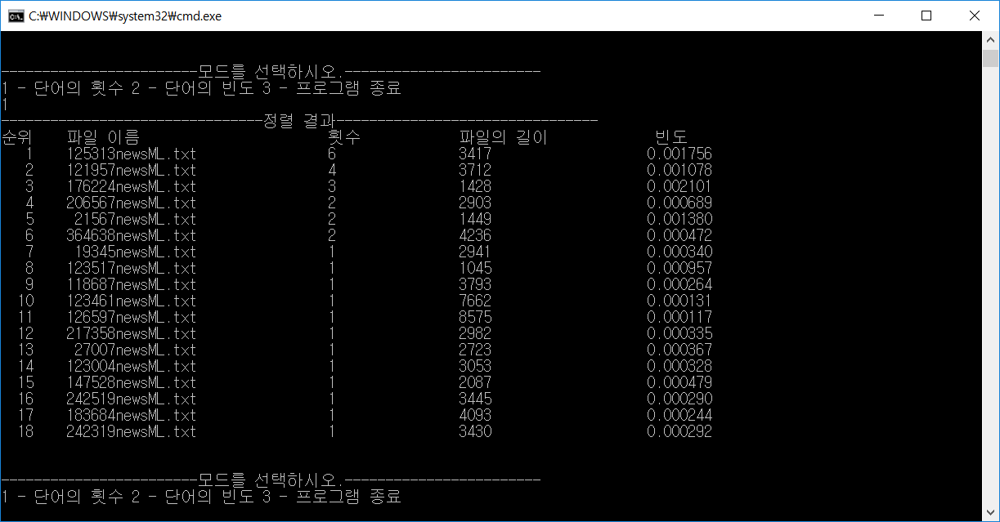 C:₩WINDOWS₩system32₩cmd.exe
------------------------모드를 선택하시오.------------------------
1 - 단어의 횟수 2 - 단어의 빈도 3 - 프로그램 종료
1
--------------------------------정렬 결과--------------------------------
순위 파일 이름 횟수 파일의 길이 빈도
1 125313newsML.txt 6 3417 0.001756
2 121957newsML.txt 4 3712 0.001078
3 176224newsML.txt 3 1428 0.002101
4 206567newsML.txt 2 2903 0.000689
5 21567newsML.txt 2 1449 0.001380
6 364638newsML.txt 2 4236 0.000472
7 19345newsML.txt 1 2941 0.000340
8 123517newsML.txt 1 1045 0.000957
9 118687newsML.txt 1 3793 0.000264
10 123461newsML.txt 1 7662 0.000131
11 126597newsML.txt 1 8575 0.000117
12 217358newsML.txt 1 2982 0.000335
13 27007newsML.txt 1 2723 0.000367
14 123004newsML.txt 1 3053 0.000328
15 147528newsML.txt 1 2087 0.000479
16 242519newsML.txt 1 3445 0.000290
17 183684newsML.txt 1 4093 0.000244
18 242319newsML.txt 1 3430 0.000292
------------------------모드를 선택하시오.------------------------
1 - 단어의 횟수 2 - 단어의 빈도 3 - 프로그램 종료